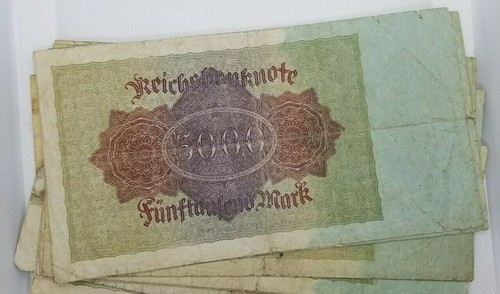 Reichsbanknote
5000
Fünftausend Mark